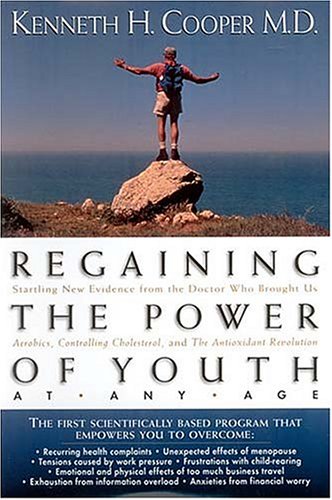 KENNETH H. COOPER M.D.
REGAINING
Startling New Evidence from the Doctor Who Brought Us
THE POWER
Aerobics, Controlling Cholesterol, and The Antioxidant Revolution
OF YOUTH
AT • ANY • AGE
THE FIRST SCIENTIFICALLY BASED PROGRAM THAT
EMPOWERS YOU TO OVERCOME:
• Recurring health complaints • Unexpected effects of menopause
• Tensions caused by work pressure • Frustrations with child-rearing
• Emotional and physical effects of too much business travel
• Exhaustion from information overload • Anxieties from financial worry